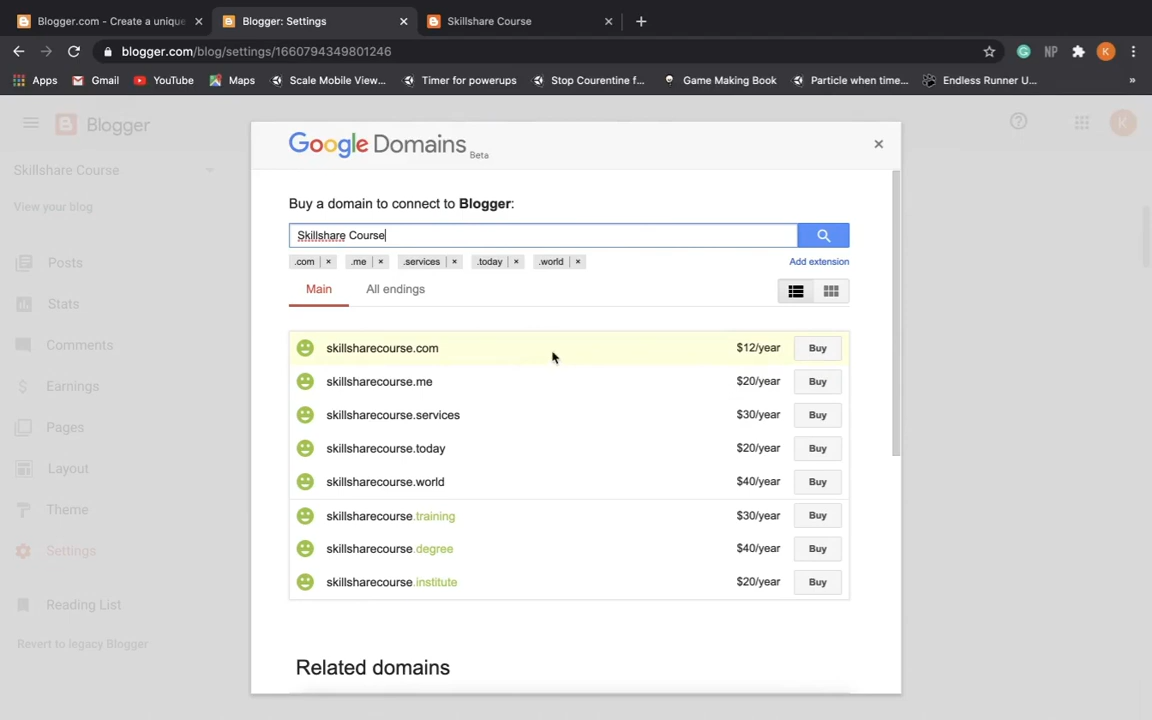 Blogger.com - Create a unique × Blogger: Settings × Skillshare Course × +
blogger.com/blog/settings/1660794349801246 NP K
Apps Gmail YouTube Maps Scale Mobile View... Timer for powerups Stop Courentine f... Game Making Book Particle when time... Endless Runner U... »
Blogger
K
Skillshare Course
View your blog
Posts
Stats
Comments
Earnings
Pages
Layout
Theme
Settings
Reading List
Revert to legacy Blogger
Google Domains Beta ×
Buy a domain to connect to Blogger:
Skillshare Course
.com × .me × .services × .today × .world × Add extension
Main All endings
skillsharecourse.com $12/year Buy
skillsharecourse.me $20/year Buy
skillsharecourse.services $30/year Buy
skillsharecourse.today $20/year Buy
skillsharecourse.world $40/year Buy
skillsharecourse.training $30/year Buy
skillsharecourse.degree $40/year Buy
skillsharecourse.institute $20/year Buy
Related domains